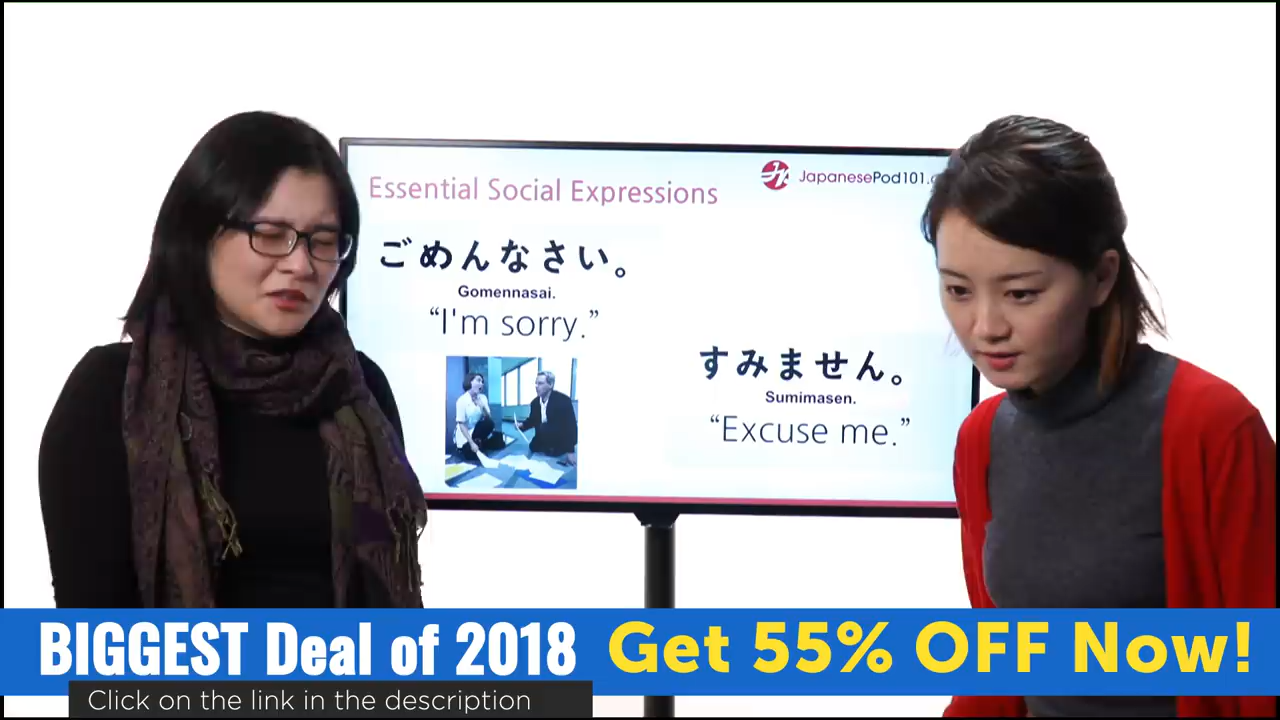 Essential Social Expressions
JapanesePod101.
ごめんなさい。
Gomennasai.
“I'm sorry.”
すみません。
Sumimasen.
“Excuse me.”
BIGGEST Deal of 2018 Get 55% OFF Now!
Click on the link in the description